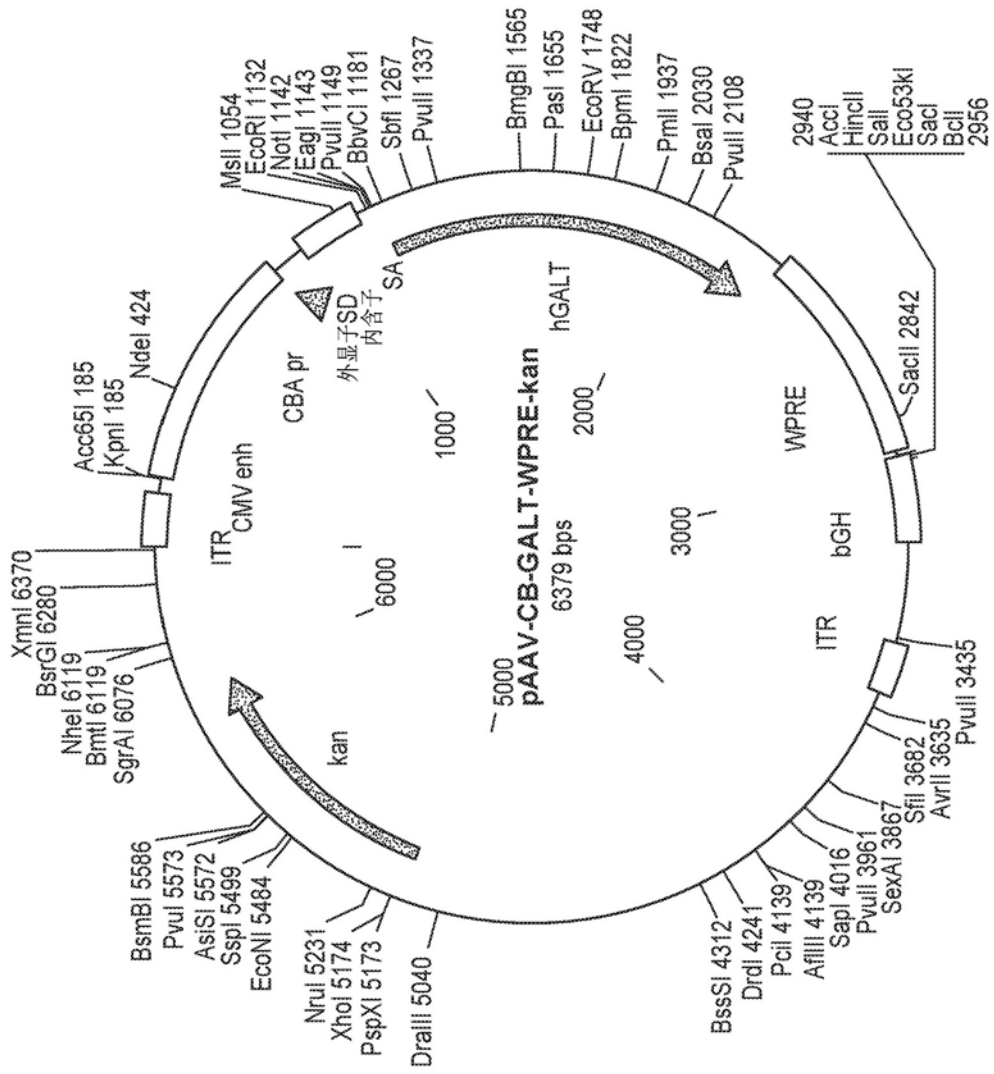 XmnI 6370
BsrGI 6280
NheI 6119
BmtI 6119
SgrAI 6076
Acc65I 185
KpnI 185
NdeI 424
MslI 1054
EcoRI 1132
NotI 1142
EagI 1143
PvuII 1149
BbvCI 1181
SbfI 1267
PvuII 1337
BmgBI 1565
PasI 1655
EcoRV 1748
BpmI 1822
PmlI 1937
BsaI 2030
PvuII 2108
2940
AccI
HincII
SalI
Eco53kI
SacI
BclI
2956
SacII 2842
PvuII 3435
AvrII 3635
SfiI 3682
SexAI 3867
PvuII 3961
SapI 4016
AflIII 4139
PciI 4139
DrdI 4241
BssSI 4312
DraIII 5040
PspXI 5173
XhoI 5174
NruI 5231
EcoNI 5484
SspI 5499
AsiSI 5572
PvuI 5573
BsmBI 5586
ITR
CMV enh
CBA pr
外显子SD
内含子
SA
hGALT
WPRE
bGH
ITR
kan
1000
2000
3000
4000
5000
6000
pAAV-CB-GALT-WPRE-kan
6379 bps